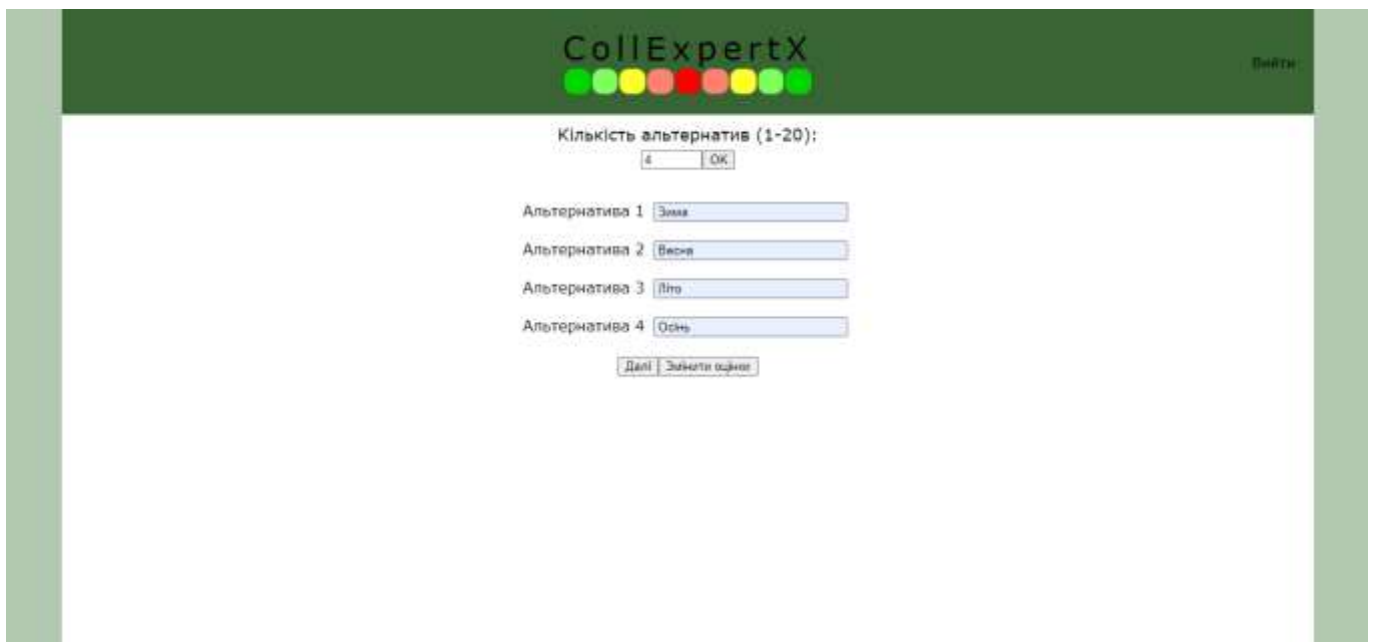 CollExpertX
Вийти
Кількість альтернатив (1-20):
4 OK
Альтернатива 1 Зима
Альтернатива 2 Весна
Альтернатива 3 Літо
Альтернатива 4 Осінь
Далі Змінити оцінки